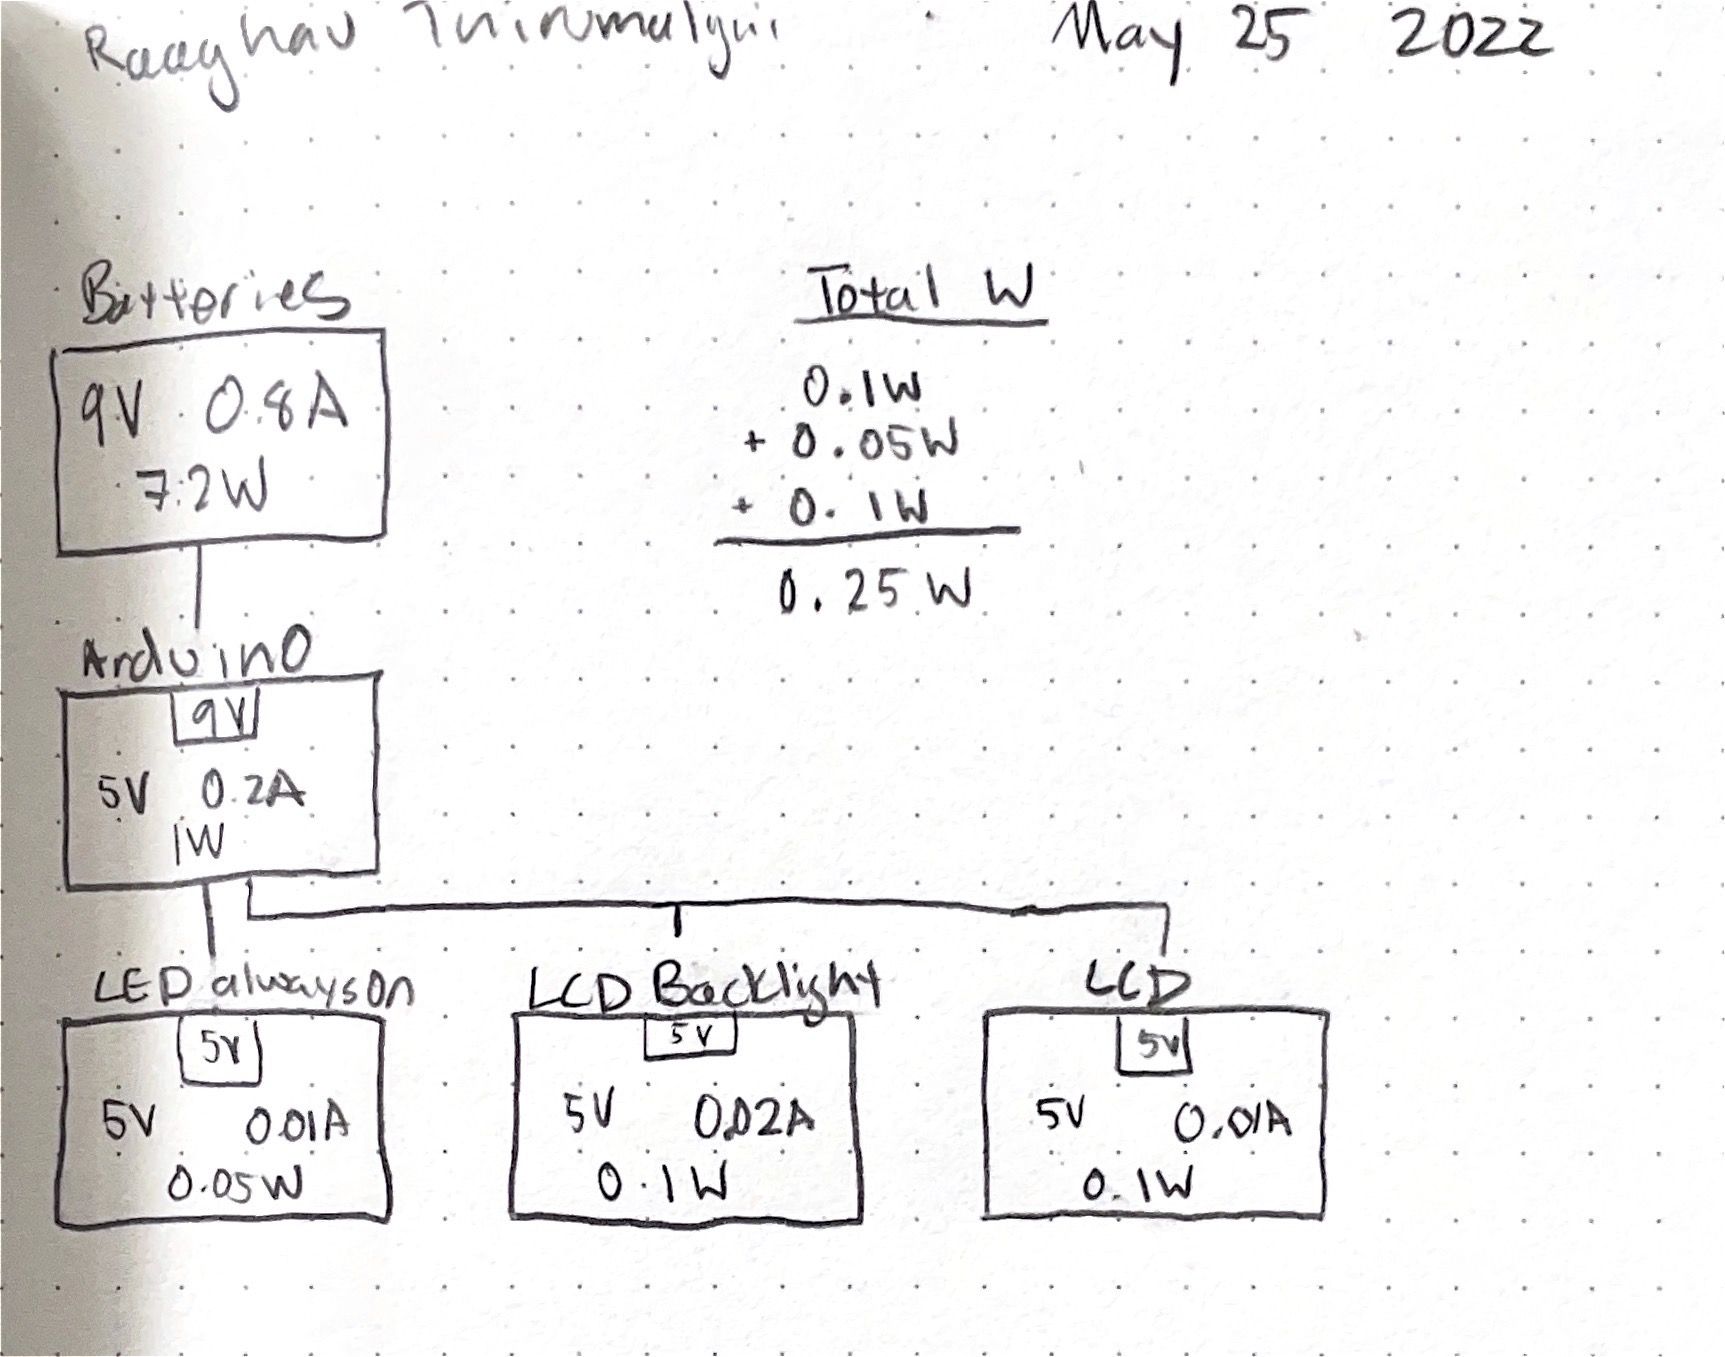 Raaghav May 25 2022
Batteries
9V 0.8A
7.2W
Total W
0.1W
+ 0.05W
+ 0.1W
0.25W
Arduino
9V
5V 0.2A
1W
LED always on
5V
5V 0.01A
0.05W
LCD Backlight
5V
5V 0.02A
0.1W
LCD
5V
5V 0.01A
0.1W